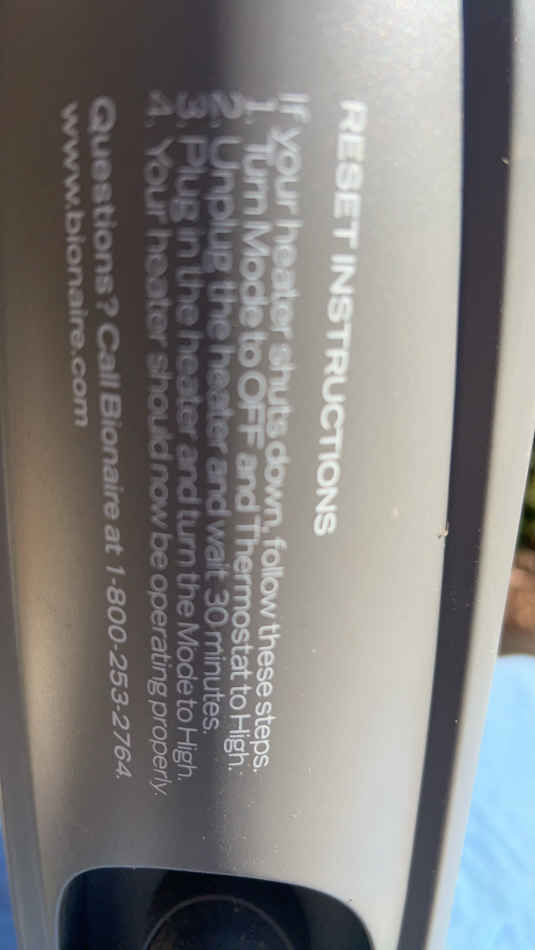 RESET INSTRUCTIONS
If your heater shuts down, follow these steps.
1. Turn Mode to OFF and Thermostat to High.
2. Unplug the heater and wait 30 minutes.
3. Plug in the heater and turn the Mode to High.
4. Your heater should now be operating properly.
Questions? Call Bionaire at 1-800-253-2764.
www.bionaire.com